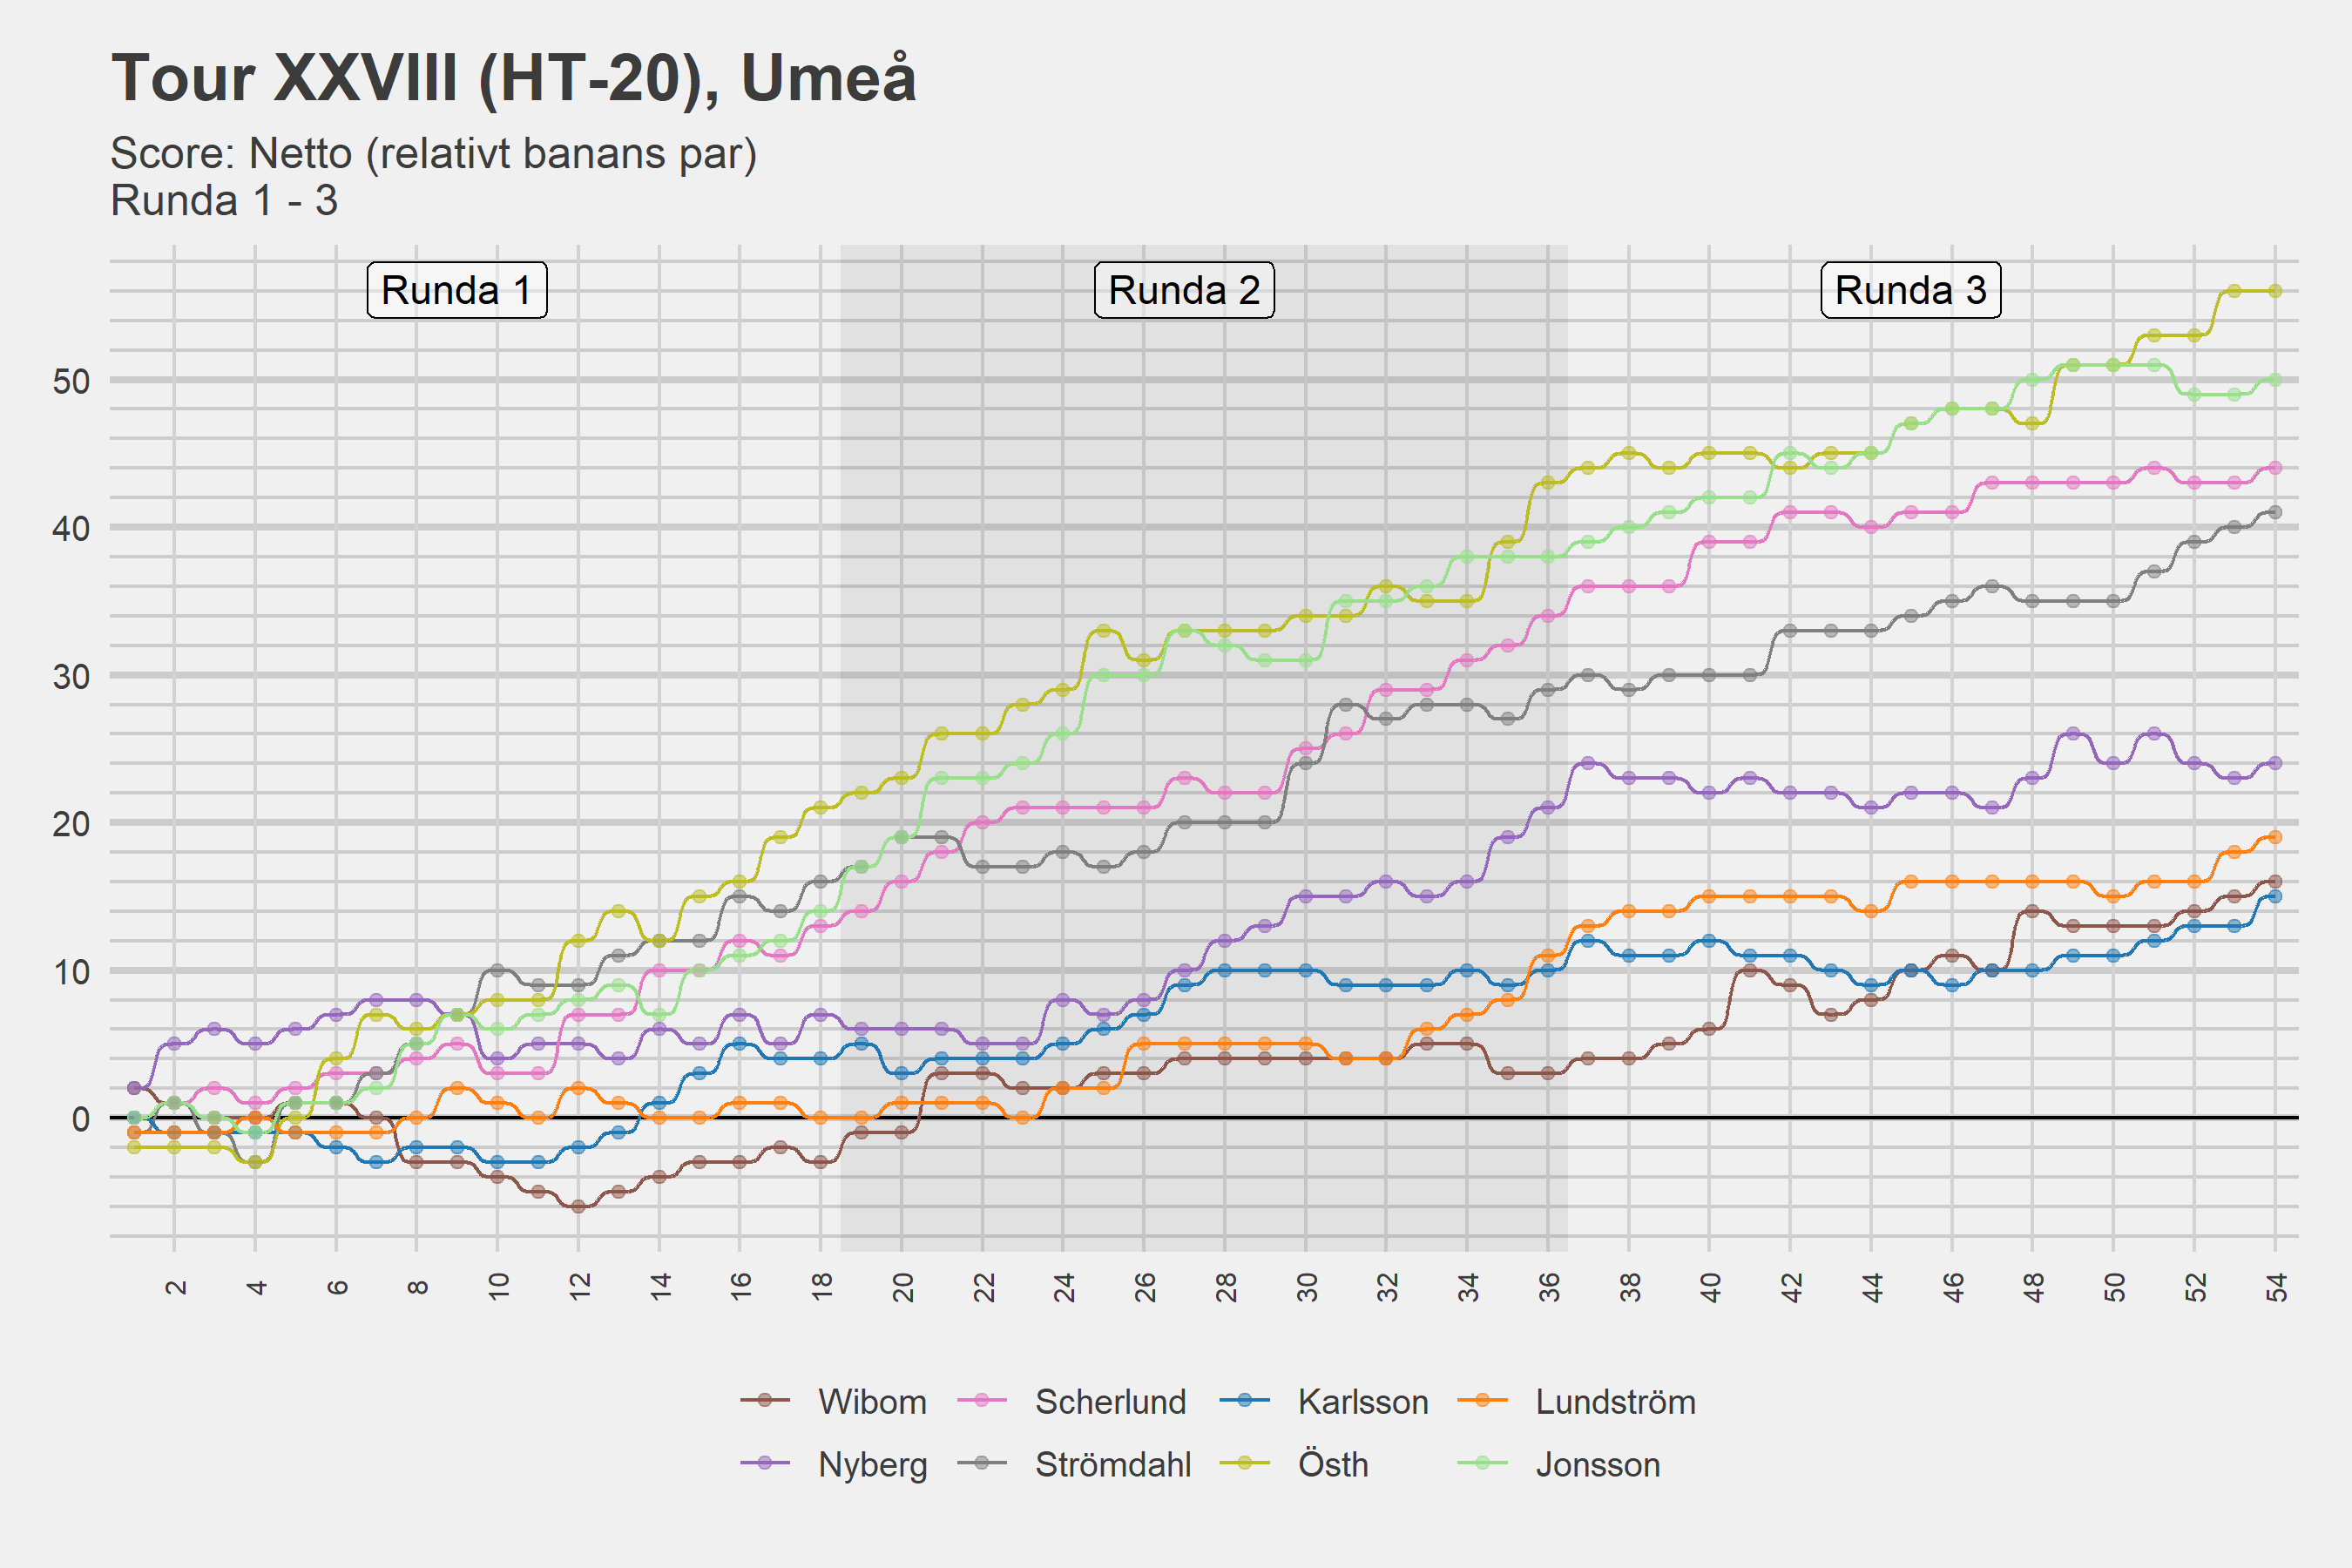 Tour XXVIII (HT-20), Umeå
Score: Netto (relativt banans par)
Runda 1 - 3
Runda 1 Runda 2 Runda 3
50
40
30
20
10
0
2 4 6 8 10 12 14 16 18 20 22 24 26 28 30 32 34 36 38 40 42 44 46 48 50 52 54
Wibom Scherlund Karlsson Lundström
Nyberg Strömdahl Östh Jonsson